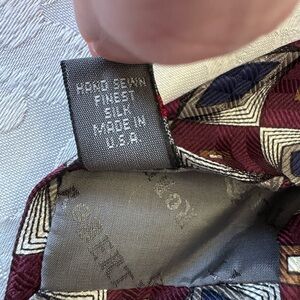 HAND SEWN
FINEST
SILK
MADE IN
U.S.A.